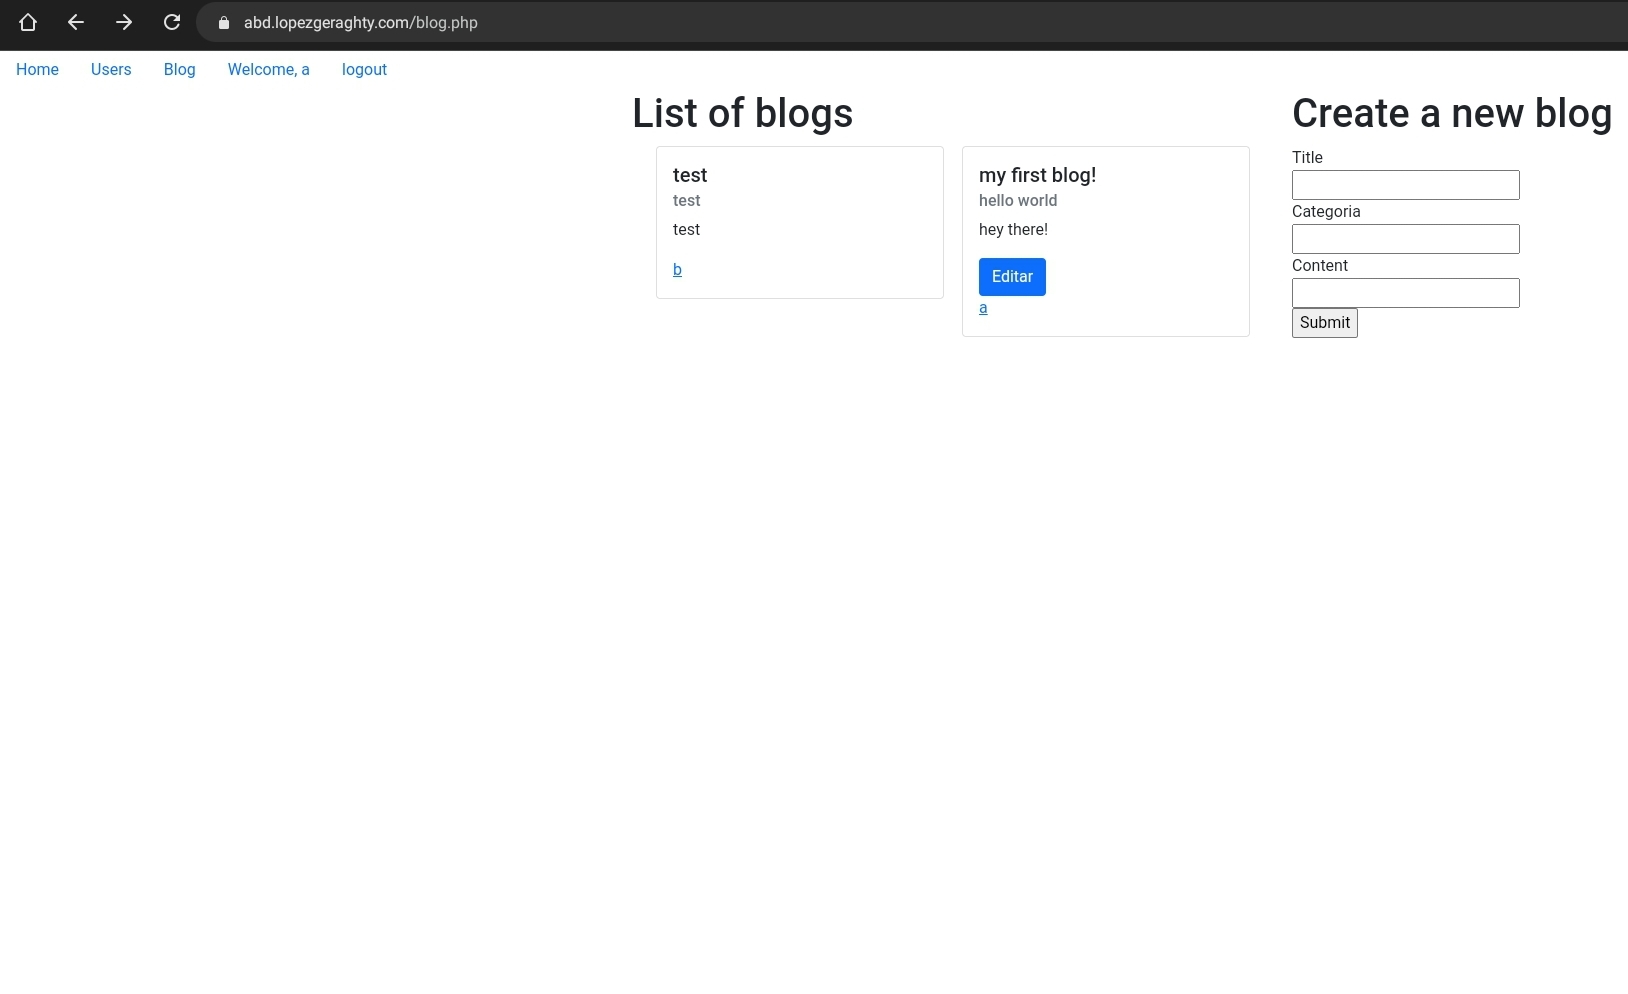 abd.lopezgeraghty.com/blog.php
Home Users Blog Welcome, a logout
List of blogs
test
test
test
b
my first blog!
hello world
hey there!
Editar
a
Create a new blog
Title
Categoria
Content
Submit